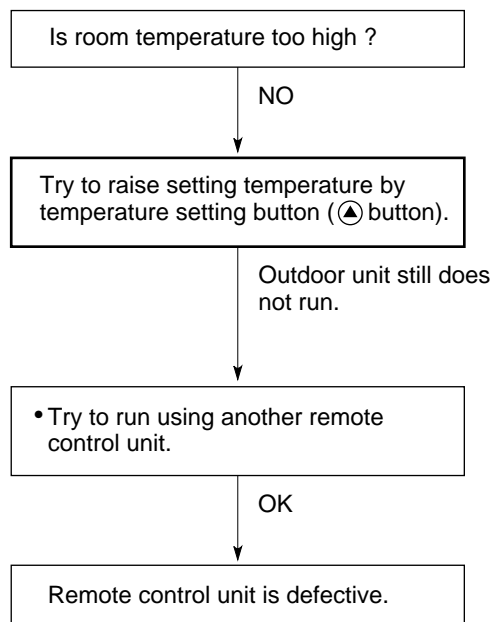 Is room temperature too high ?
NO
Try to raise setting temperature by
temperature setting button (▲ button).
Outdoor unit still does
not run.
• Try to run using another remote
control unit.
OK
Remote control unit is defective.